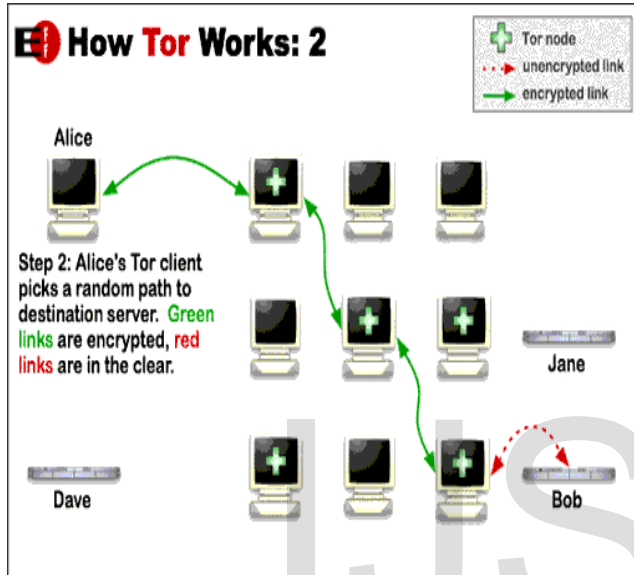 EFF How Tor Works: 2
Tor node
unencrypted link
encrypted link
Alice
Step 2: Alice's Tor client
picks a random path to
destination server. Green
links are encrypted, red
links are in the clear.
Jane
Dave
Bob